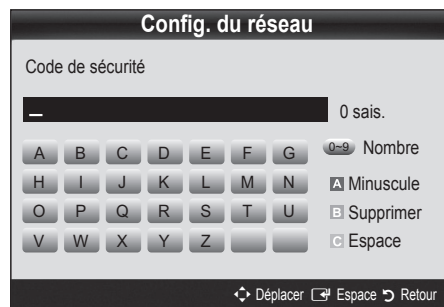 Config. du réseau
Code de sécurité
_ 0 sais.
A B C D E F G 0~9 Nombre
H I J K L M N A Minuscule
O P Q R S T U B Supprimer
V W X Y Z C Espace
Déplacer Espace Retour